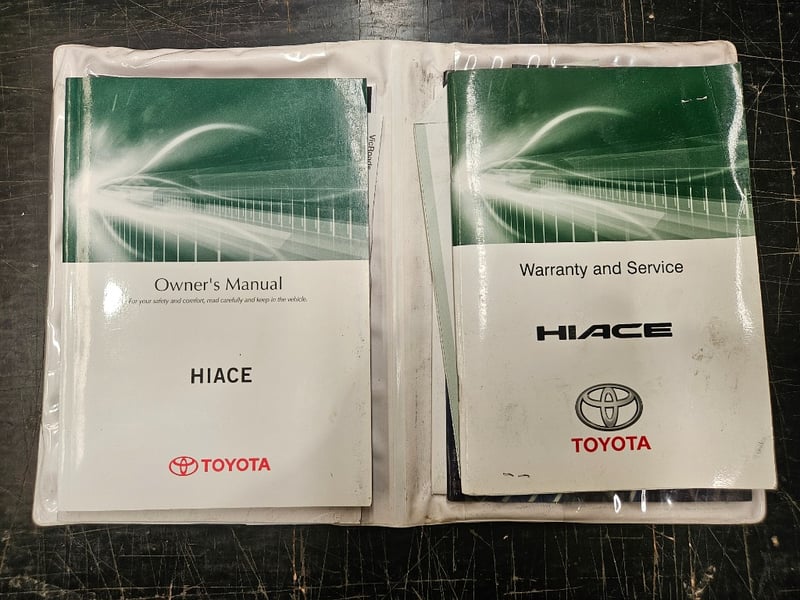 Owner's Manual
For your safety and comfort, read carefully and keep in the vehicle.
HIACE
TOYOTA
VicRoads
Warranty and Service
HIACE
TOYOTA